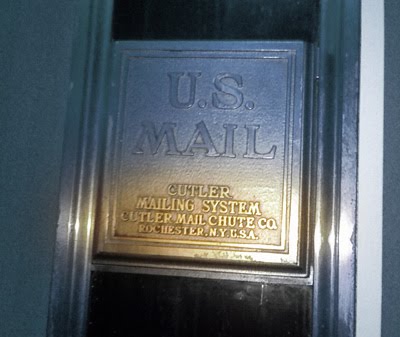 U.S.
MAIL
CUTLER
MAILING SYSTEM
CUTLER MAIL CHUTE CO.
ROCHESTER, N.Y. U.S.A.